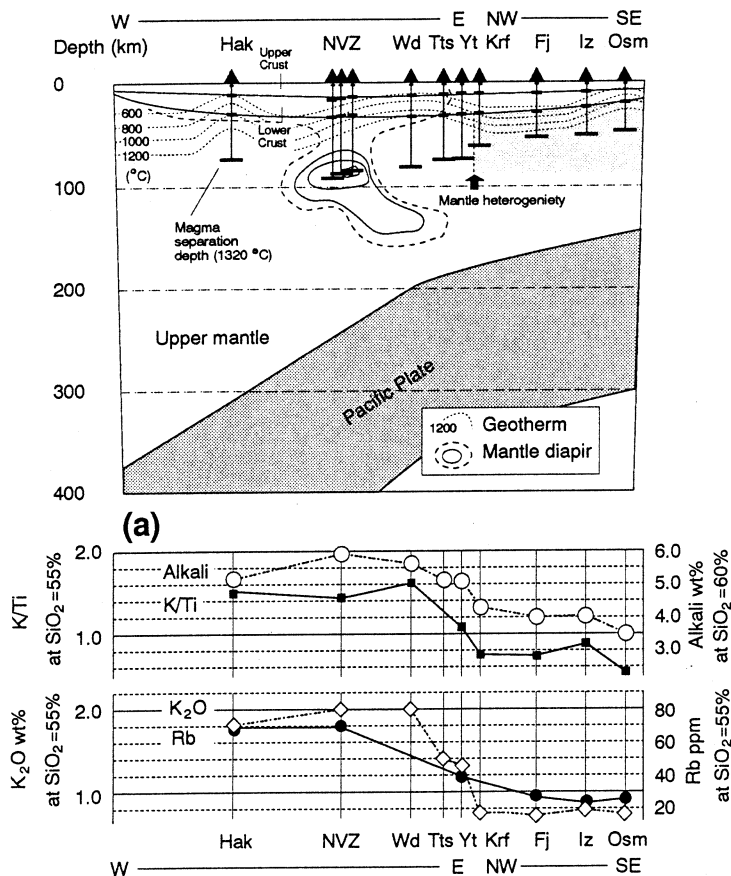 W E NW SE
Depth (km) Hak NVZ Wd Tts Yt Krf Fj Iz Osm
Upper
Crust
0
600
800
1000
1200
(°C)
Lower
Crust
100
Magma
separation
depth (1320 °C)
Mantle heterogeniety
200
Upper mantle
300
Pacific Plate
1200 Geotherm
Mantle diapir
400
(a)
K/Ti
at SiO2=55%
2.0
1.0
Alkali
K/Ti
6.0
5.0
4.0
3.0
Alkali wt%
at SiO2=60%
K2O wt%
at SiO2=55%
2.0
1.0
K2O
Rb
80
60
40
20
Rb ppm
at SiO2=55%
Hak NVZ Wd Tts Yt Krf Fj Iz Osm
W E NW SE